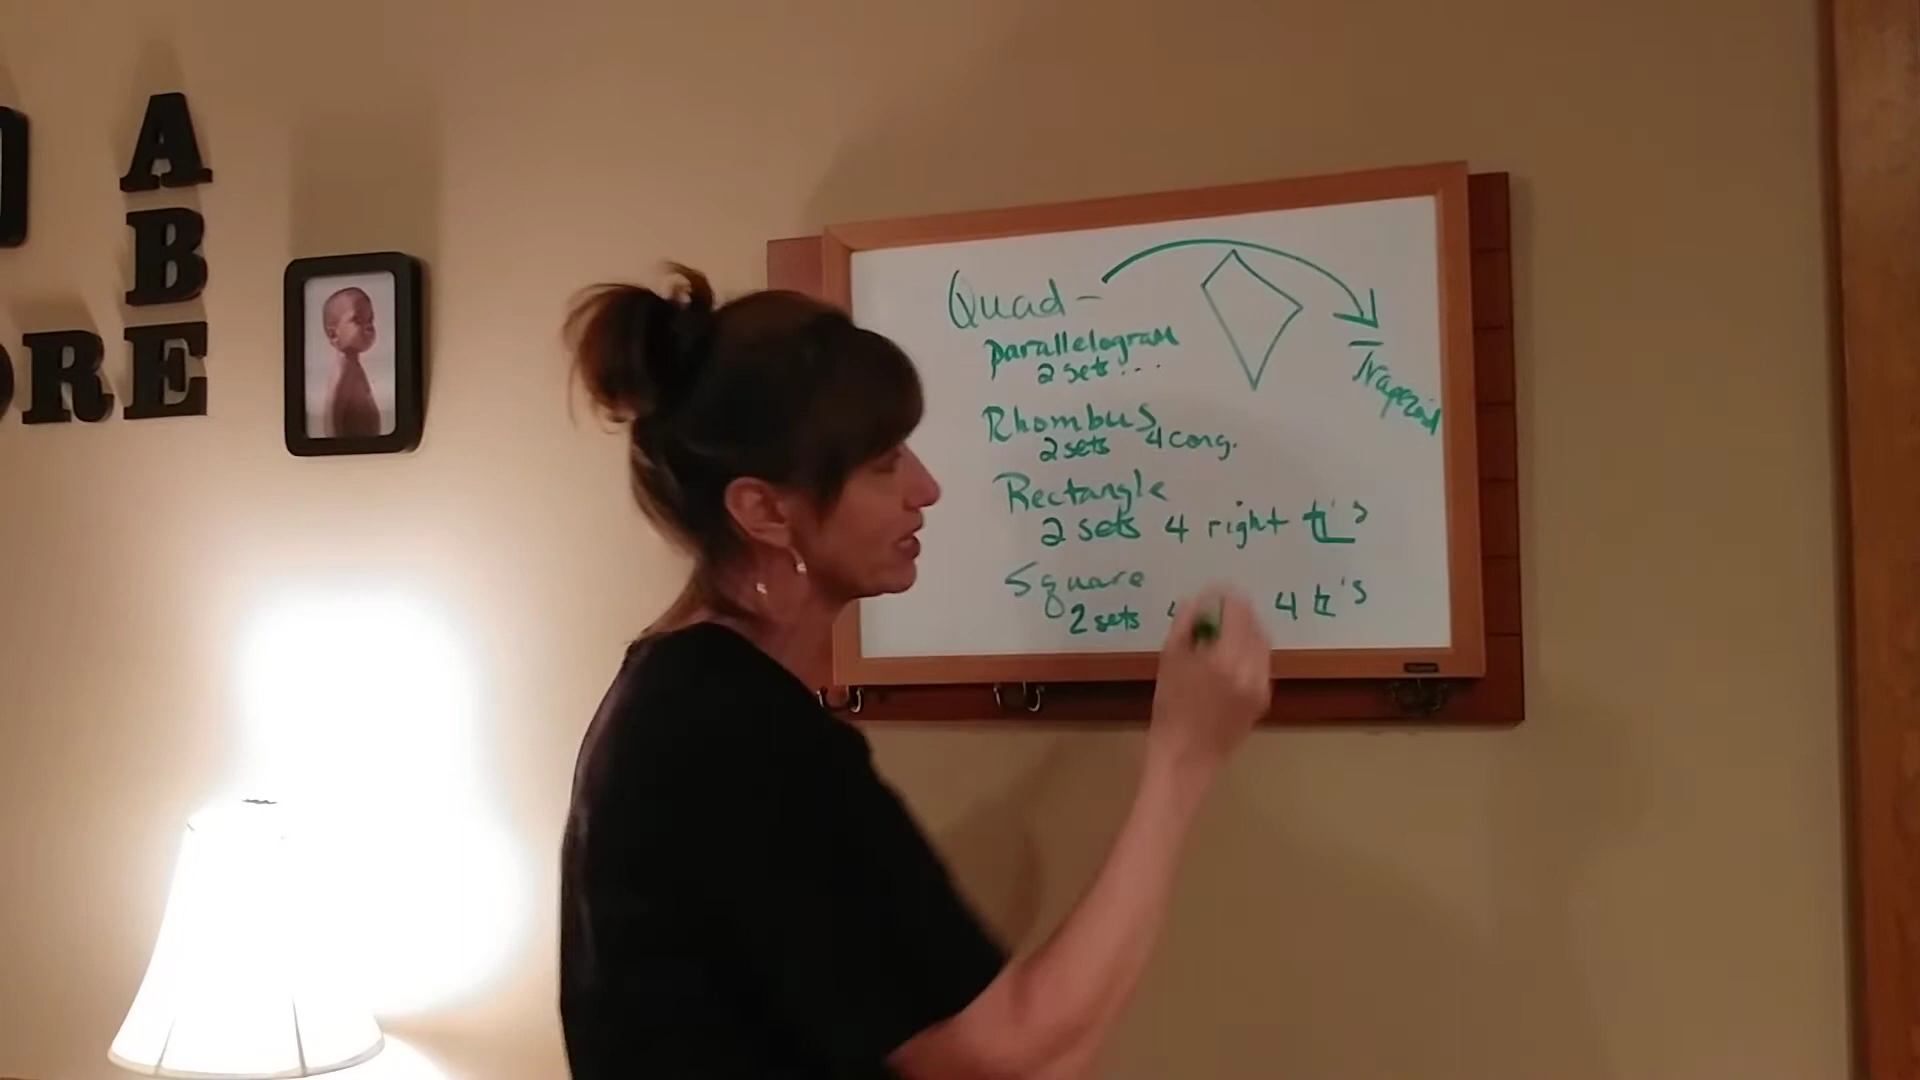 A
B
ORE
Quad -
parallelogram
2 sets...
Trapezoid
Rhombus
2 sets 4 cong.
Rectangle
2 sets 4 right ∠'s
Square
2 sets 4 4 ∠'s